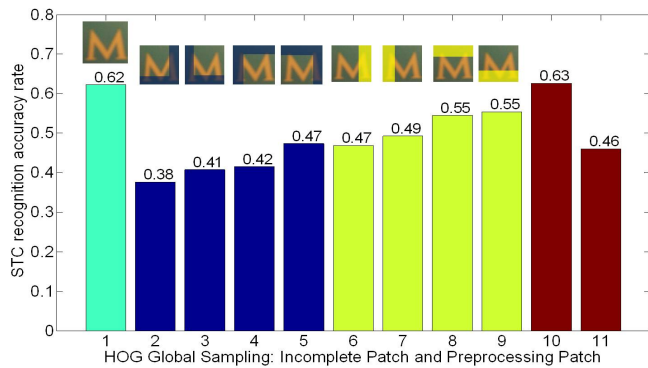 STC recognition accuracy rate
0.8
0.7
0.6
0.5
0.4
0.3
0.2
0.1
0
M M M M M M M M M
0.62 0.38 0.41 0.42 0.47 0.47 0.49 0.55 0.55 0.63 0.46
1 2 3 4 5 6 7 8 9 10 11
HOG Global Sampling: Incomplete Patch and Preprocessing Patch